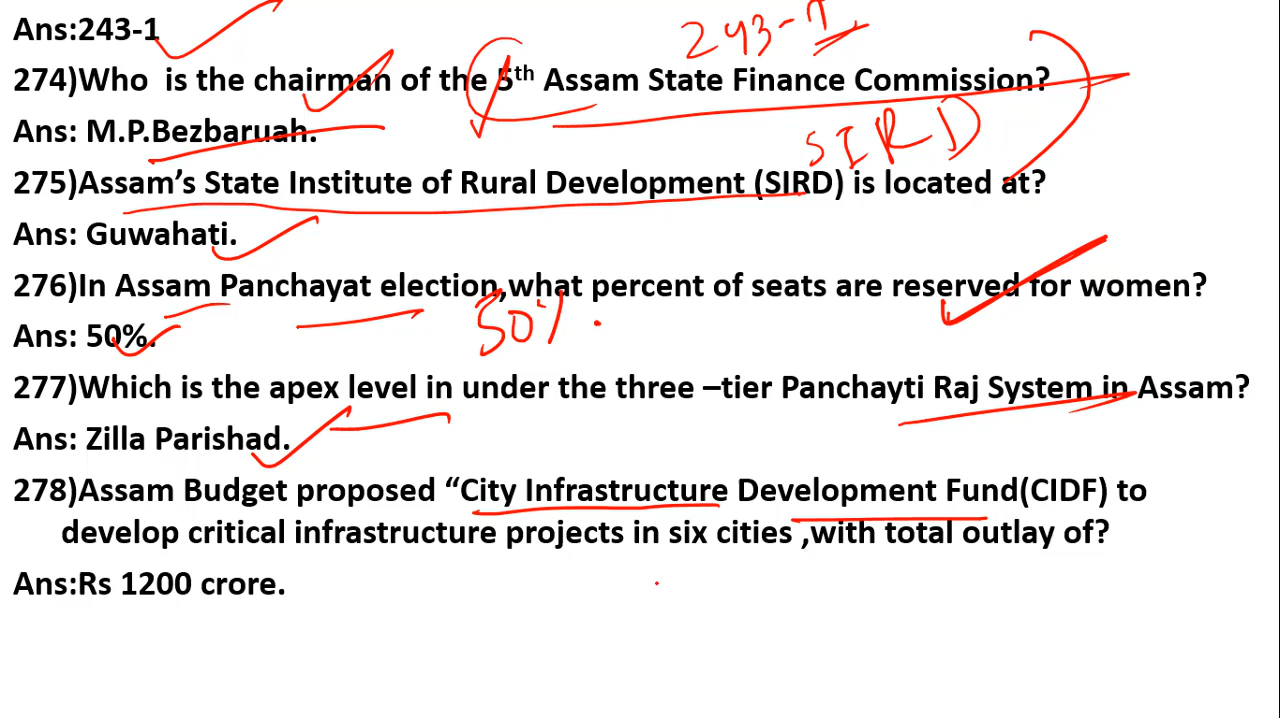 Ans:243-1
243-I
274)Who is the chairman of the 5th Assam State Finance Commission?
Ans: M.P.Bezbaruah.
SIRD
275)Assam’s State Institute of Rural Development (SIRD) is located at?
Ans: Guwahati.
276)In Assam Panchayat election,what percent of seats are reserved for women?
50%.
Ans: 50%.
277)Which is the apex level in under the three –tier Panchayti Raj System in Assam?
Ans: Zilla Parishad.
278)Assam Budget proposed “City Infrastructure Development Fund(CIDF) to
develop critical infrastructure projects in six cities ,with total outlay of?
Ans:Rs 1200 crore.